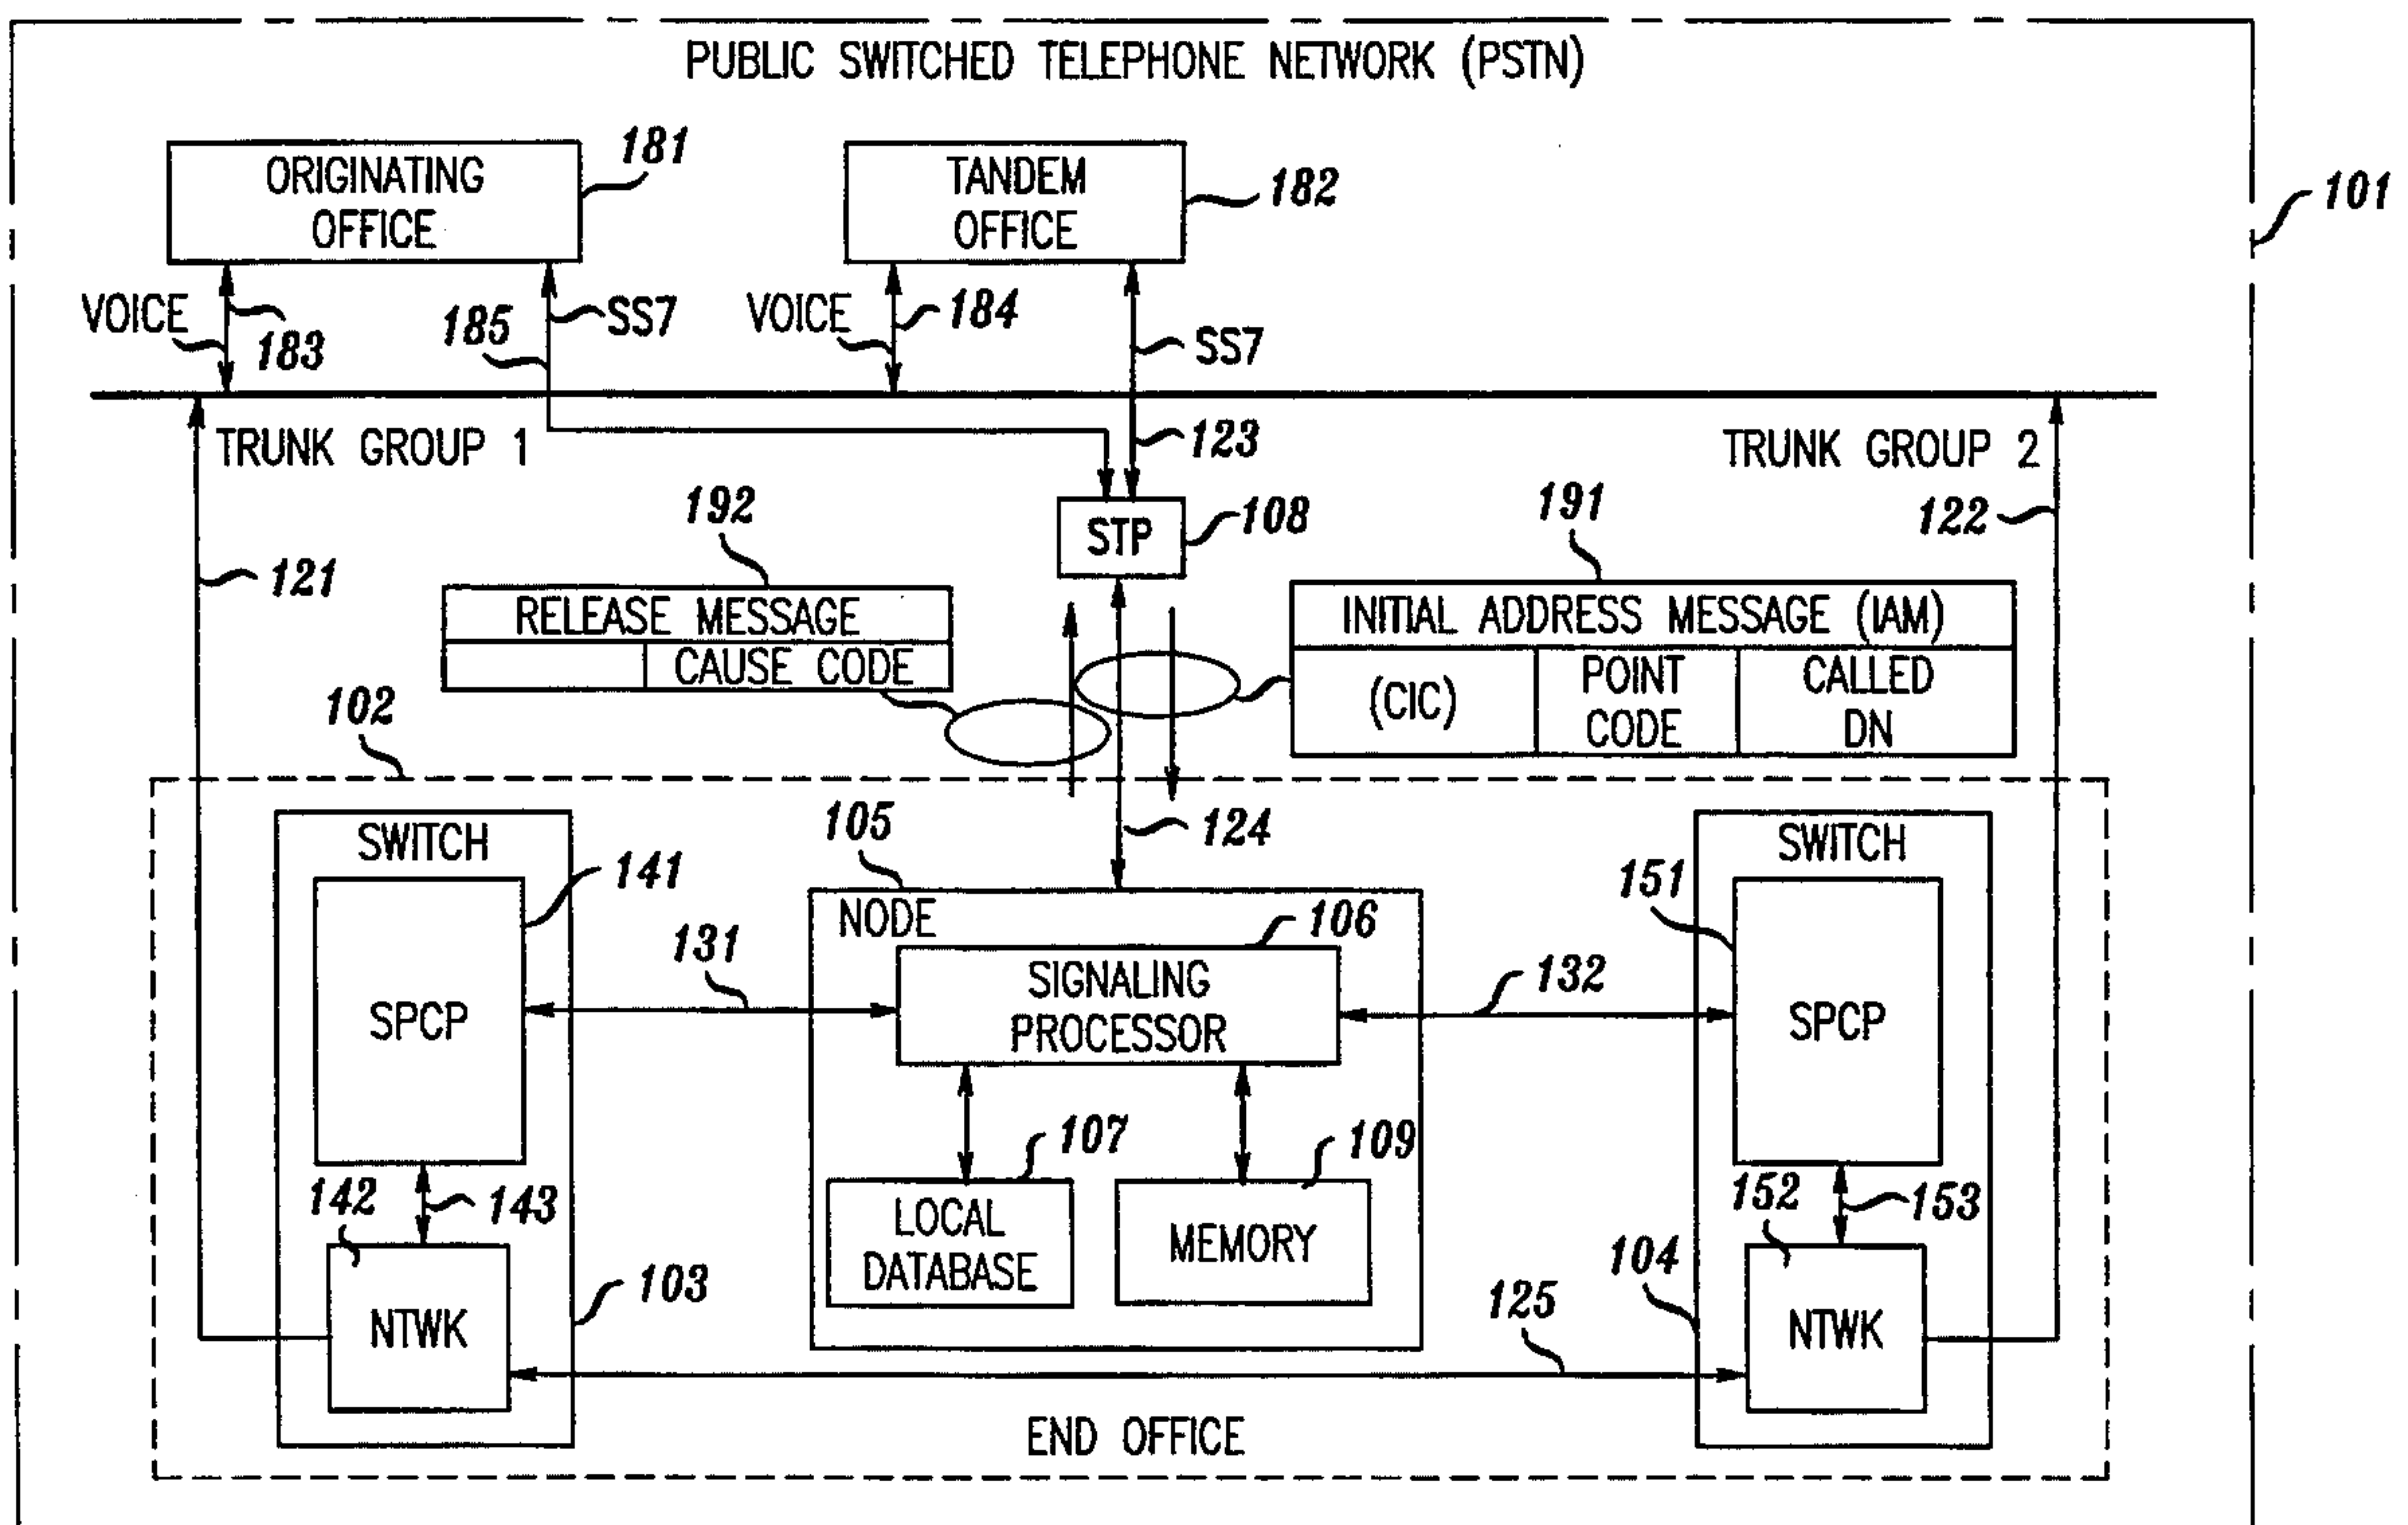 PUBLIC SWITCHED TELEPHONE NETWORK (PSTN)
ORIGINATING
OFFICE
181
TANDEM
OFFICE
182
101
VOICE
183
185
SS7
VOICE
184
SS7
TRUNK GROUP 1
123
TRUNK GROUP 2
121
192
STP
108
191
122
RELEASE MESSAGE
CAUSE CODE
INITIAL ADDRESS MESSAGE (IAM)
(CIC)
POINT
CODE
CALLED
DN
102
124
105
SWITCH
141
SPCP
131
NODE
106
SIGNALING
PROCESSOR
132
SWITCH
151
SPCP
107
LOCAL
DATABASE
109
MEMORY
142
143
NTWK
103
152
153
104
NTWK
125
END OFFICE